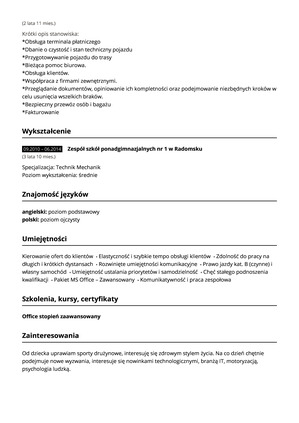 (2 lata 11 mies.)
Krótki opis stanowiska:
*Obsługa terminala płatniczego
*Dbanie o czystość i stan techniczny pojazdu
*Przygotowywanie pojazdu do trasy
*Bieżąca pomoc biurowa.
*Obsługa klientów.
*Współpraca z firmami zewnętrznymi.
*Przeglądanie dokumentów, opiniowanie ich kompletności oraz podejmowanie niezbędnych kroków w
celu usunięcia wszelkich braków.
*Bezpieczny przewóz osób i bagażu
*Fakturowanie
Wykształcenie
09.2010 - 06.2014 Zespół szkół ponadgimnazjalnych nr 1 w Radomsku
(3 lata 10 mies.)
Specjalizacja: Technik Mechanik
Poziom wykształcenia: średnie
Znajomość języków
angielski: poziom podstawowy
polski: poziom ojczysty
Umiejętności
Kierowanie ofert do klientów - Elastyczność i szybkie tempo obsługi klientów - Zdolność do pracy na
długich i krótkich dystansach - Rozwinięte umiejętności komunikacyjne - Prawo jazdy kat. B (czynne) i
własny samochód - Umiejętność ustalania priorytetów i samodzielność - Chęć stałego podnoszenia
kwalifikacji - Pakiet MS Office – Zaawansowany - Komunikatywność i praca zespołowa
Szkolenia, kursy, certyfikaty
Office stopień zaawansowany
Zainteresowania
Od dziecka uprawiam sporty drużynowe, interesuję się zdrowym stylem życia. Na co dzień chętnie
podejmuje nowe wyzwania, interesuje się nowinkami technologicznymi, branżą IT, motoryzacją,
psychologia ludzką.